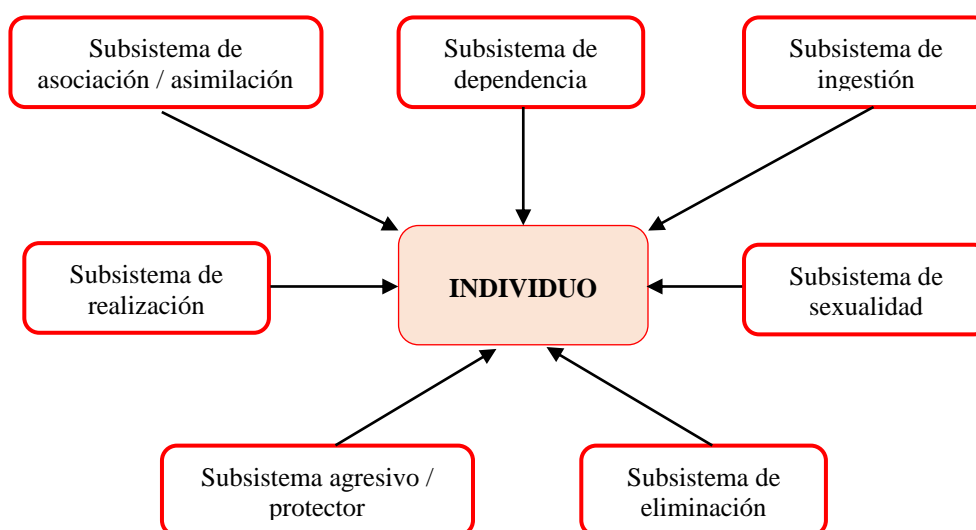 Subsistema de
asociación / asimilación
Subsistema de
dependencia
Subsistema de
ingestión
Subsistema de
realización
INDIVIDUO
Subsistema de
sexualidad
Subsistema agresivo /
protector
Subsistema de
eliminación